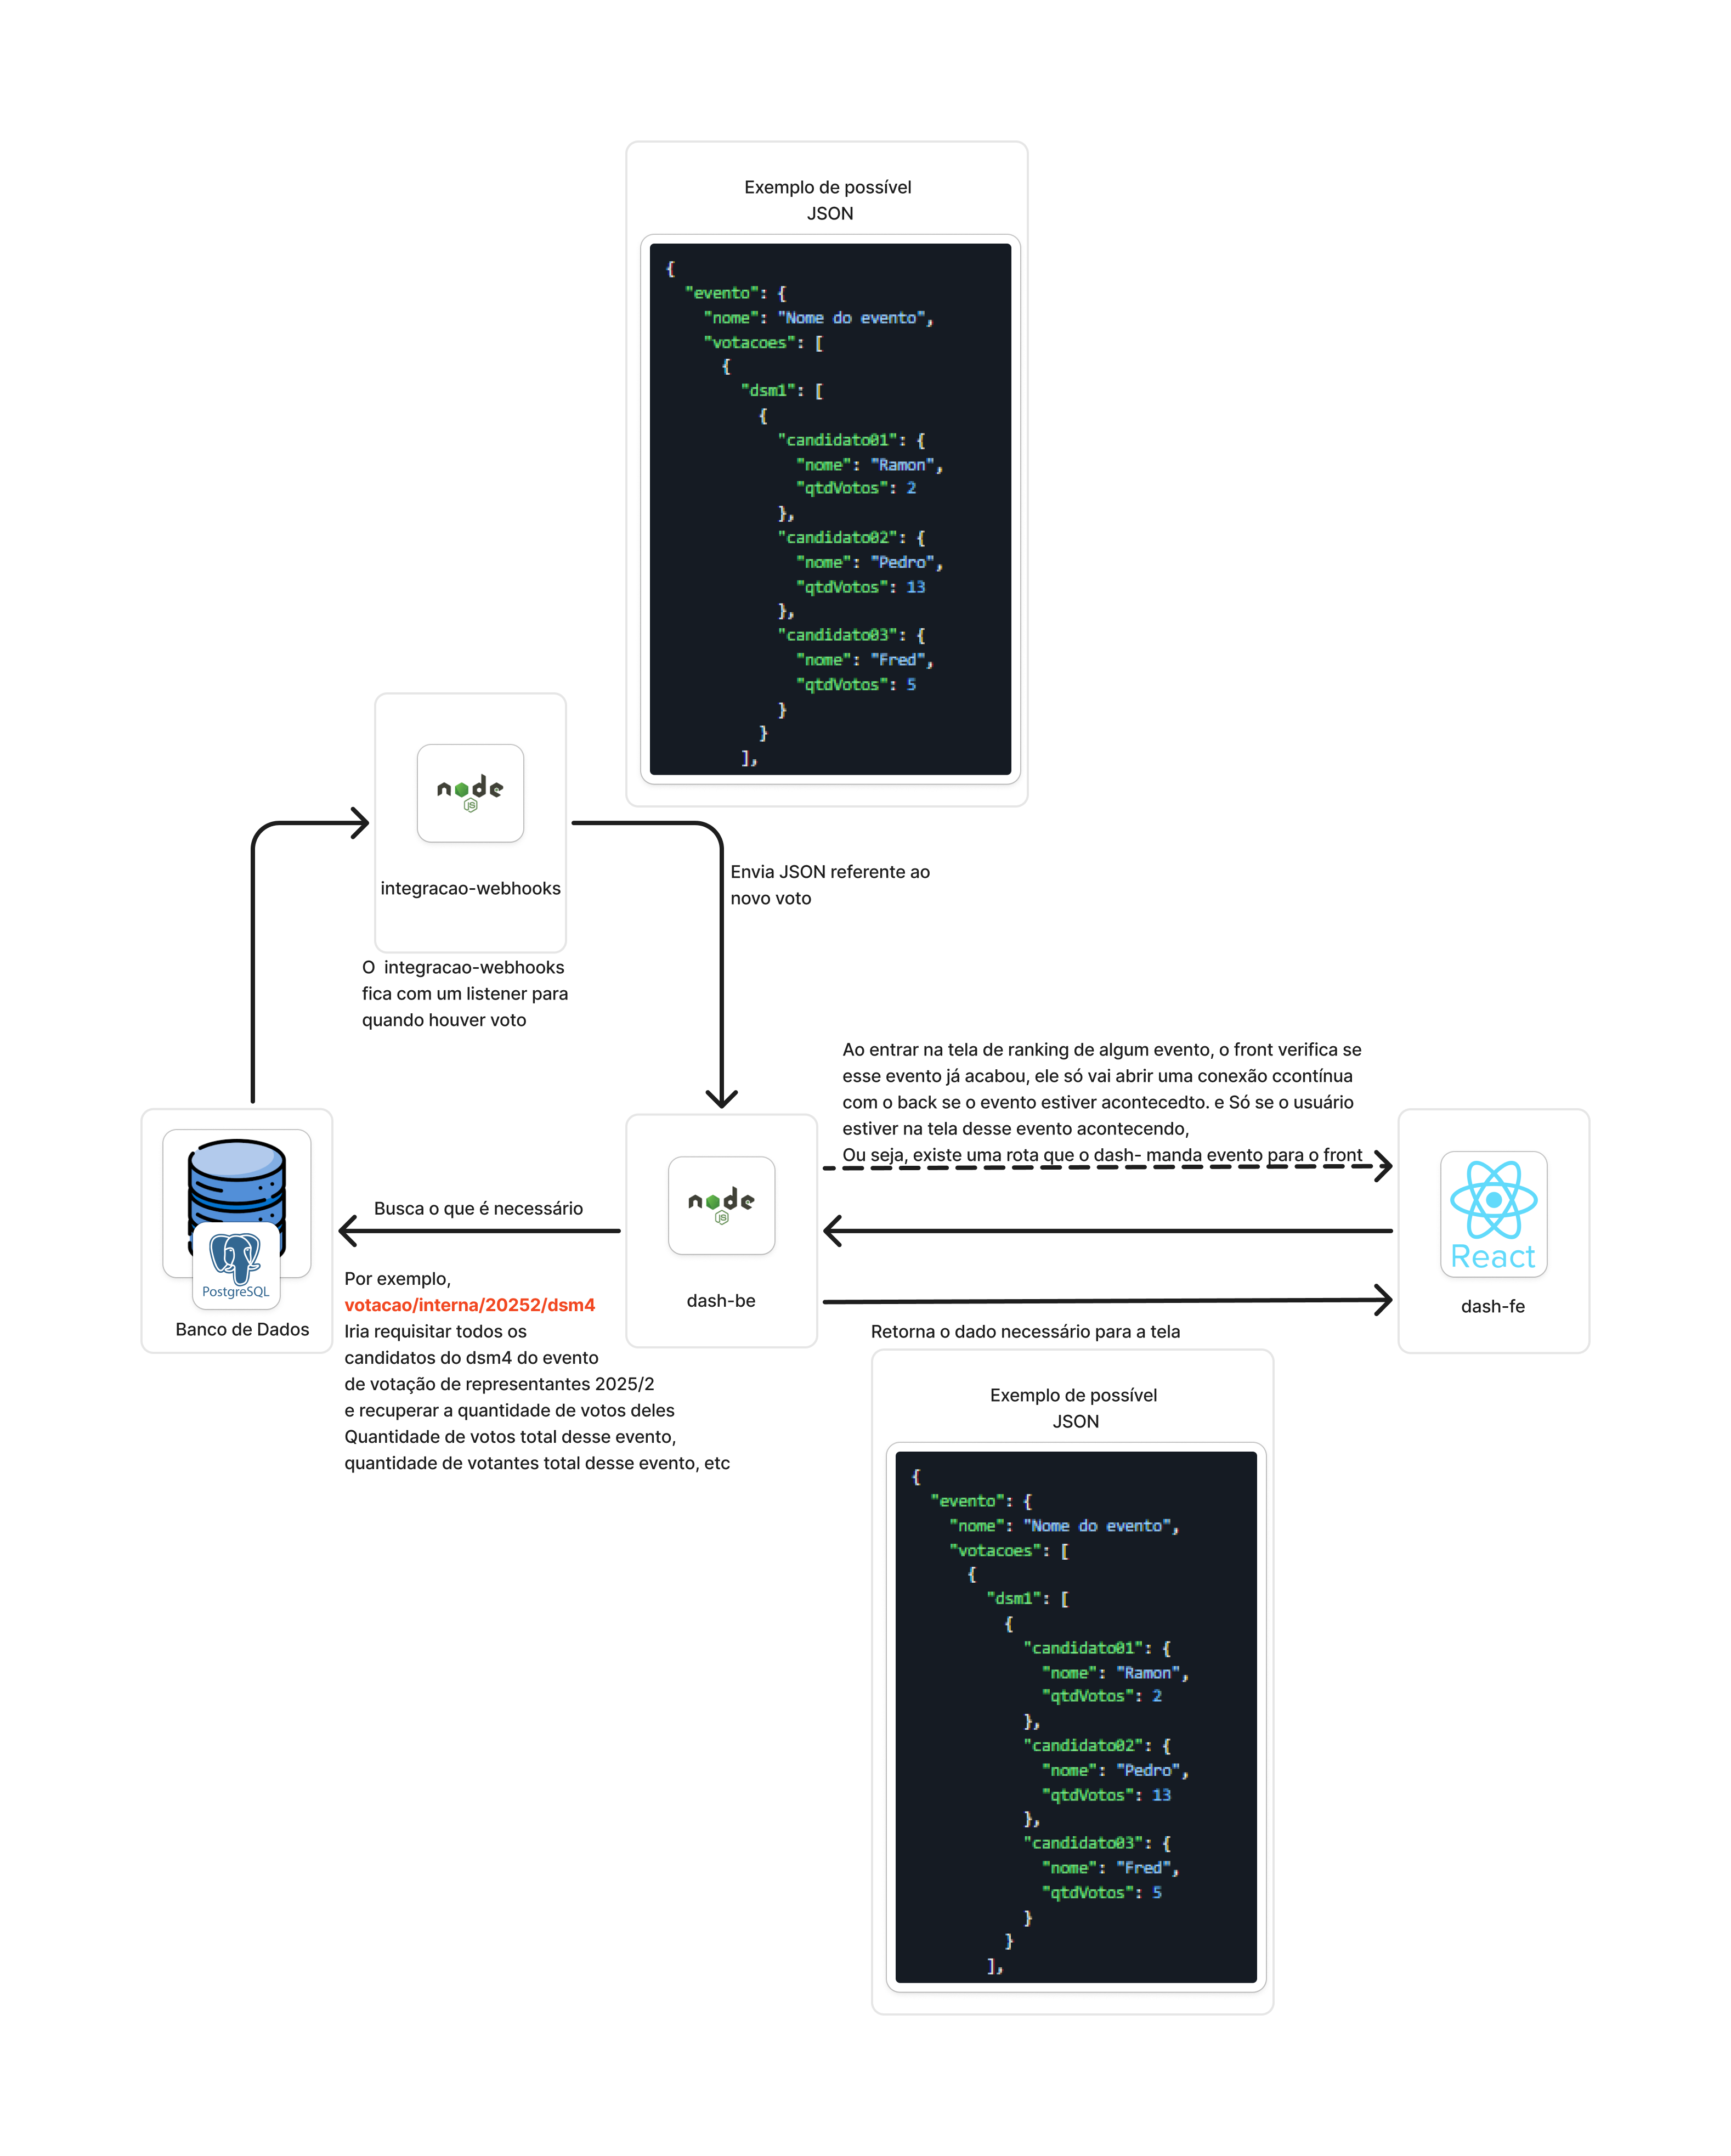 Exemplo de possível
JSON
{
"evento": {
"nome": "Nome do evento",
"votacoes": [
{
"dsm1": [
{
"candidato01": {
"nome": "Ramon",
"qtdVotos": 2
},
"candidato02": {
"nome": "Pedro",
"qtdVotos": 13
},
"candidato03": {
"nome": "Fred",
"qtdVotos": 5
}
}
],
node
JS
integracao-webhooks
O integracao-webhooks
fica com um listener para
quando houver voto
Envia JSON referente ao
novo voto
Ao entrar na tela de ranking de algum evento, o front verifica se
esse evento já acabou, ele só vai abrir uma conexão ccontínua
com o back se o evento estiver acontecedto. e Só se o usuário
estiver na tela desse evento acontecendo,
Ou seja, existe uma rota que o dash- manda evento para o front
PostgreSQL
Banco de Dados
Busca o que é necessário
Por exemplo,
votacao/interna/20252/dsm4
Iria requisitar todos os
candidatos do dsm4 do evento
de votação de representantes 2025/2
e recuperar a quantidade de votos deles
Quantidade de votos total desse evento,
quantidade de votantes total desse evento, etc
node
JS
dash-be
React
dash-fe
Retorna o dado necessário para a tela
Exemplo de possível
JSON
{
"evento": {
"nome": "Nome do evento",
"votacoes": [
{
"dsm1": [
{
"candidato01": {
"nome": "Ramon",
"qtdVotos": 2
},
"candidato02": {
"nome": "Pedro",
"qtdVotos": 13
},
"candidato03": {
"nome": "Fred",
"qtdVotos": 5
}
}
],